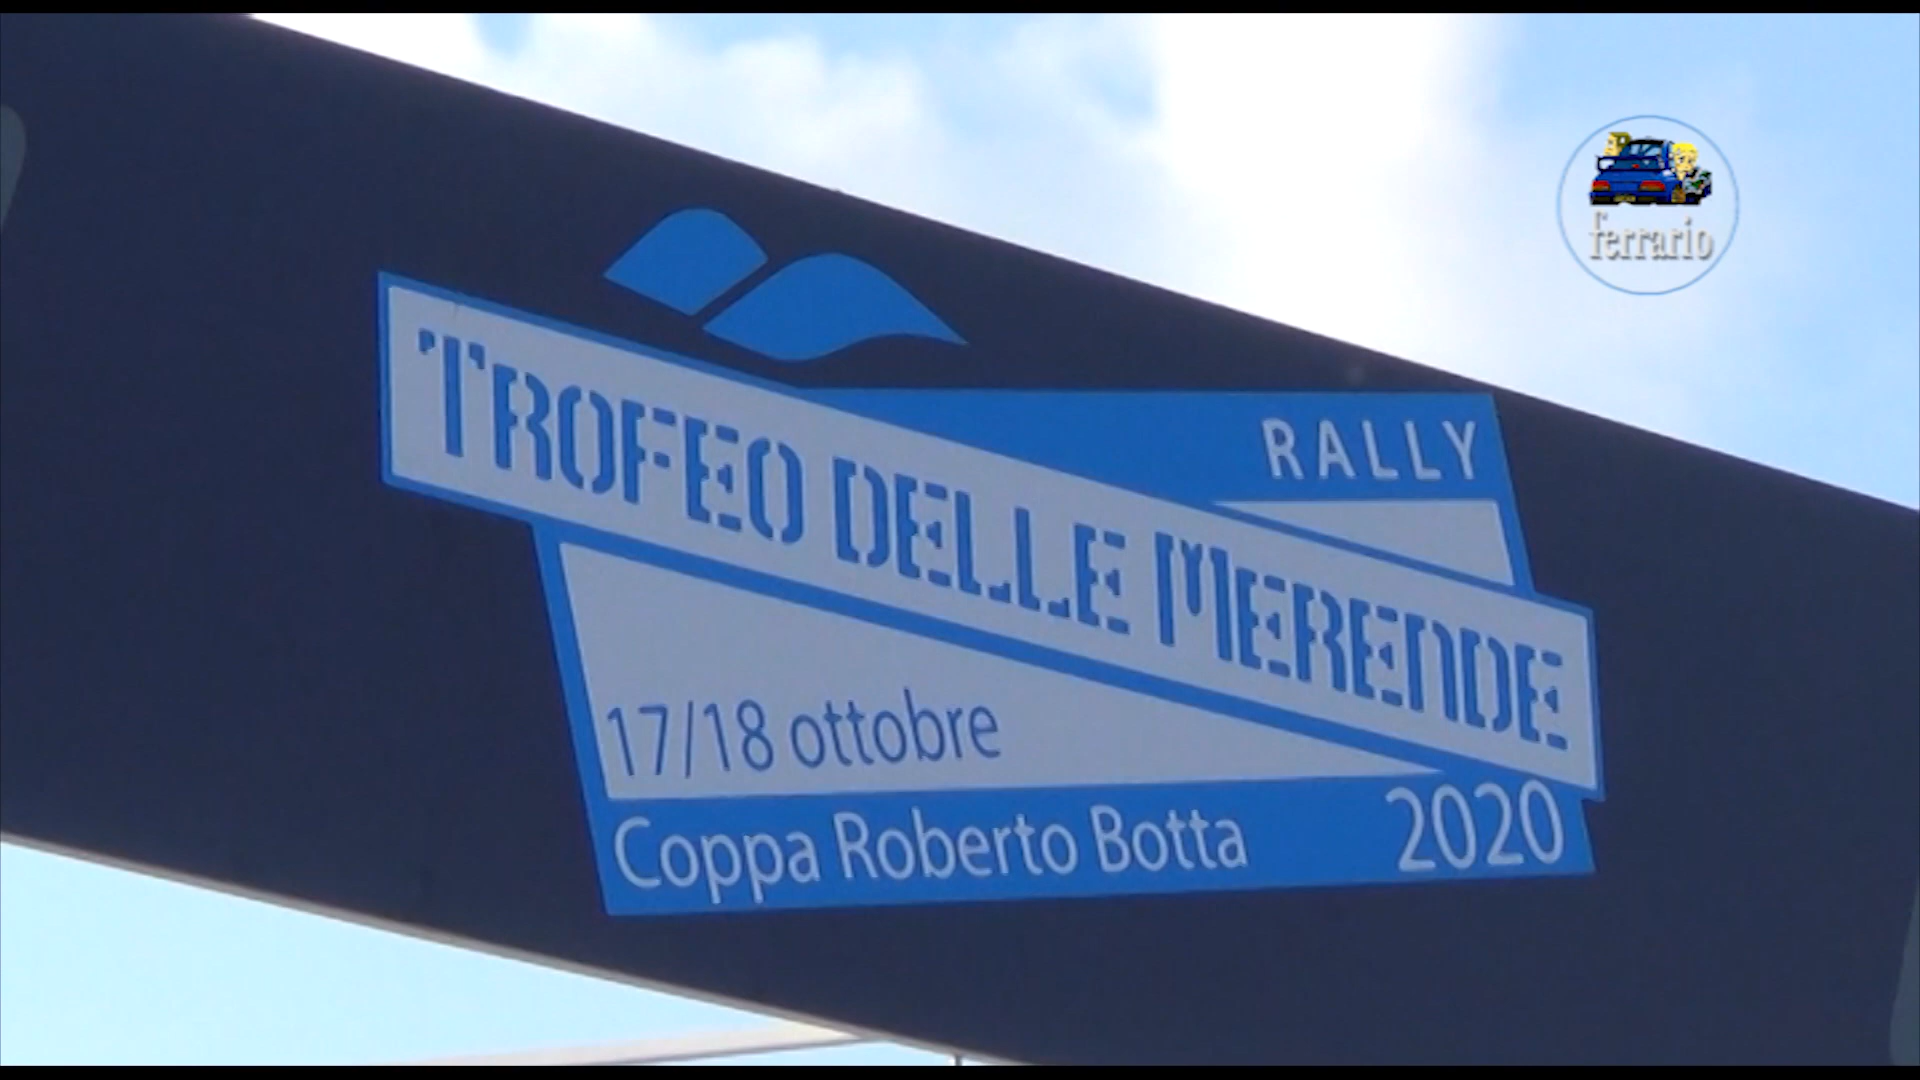 ferrario
RALLY
TROFEO DELLE MERENDE
17/18 ottobre
Coppa Roberto Botta 2020